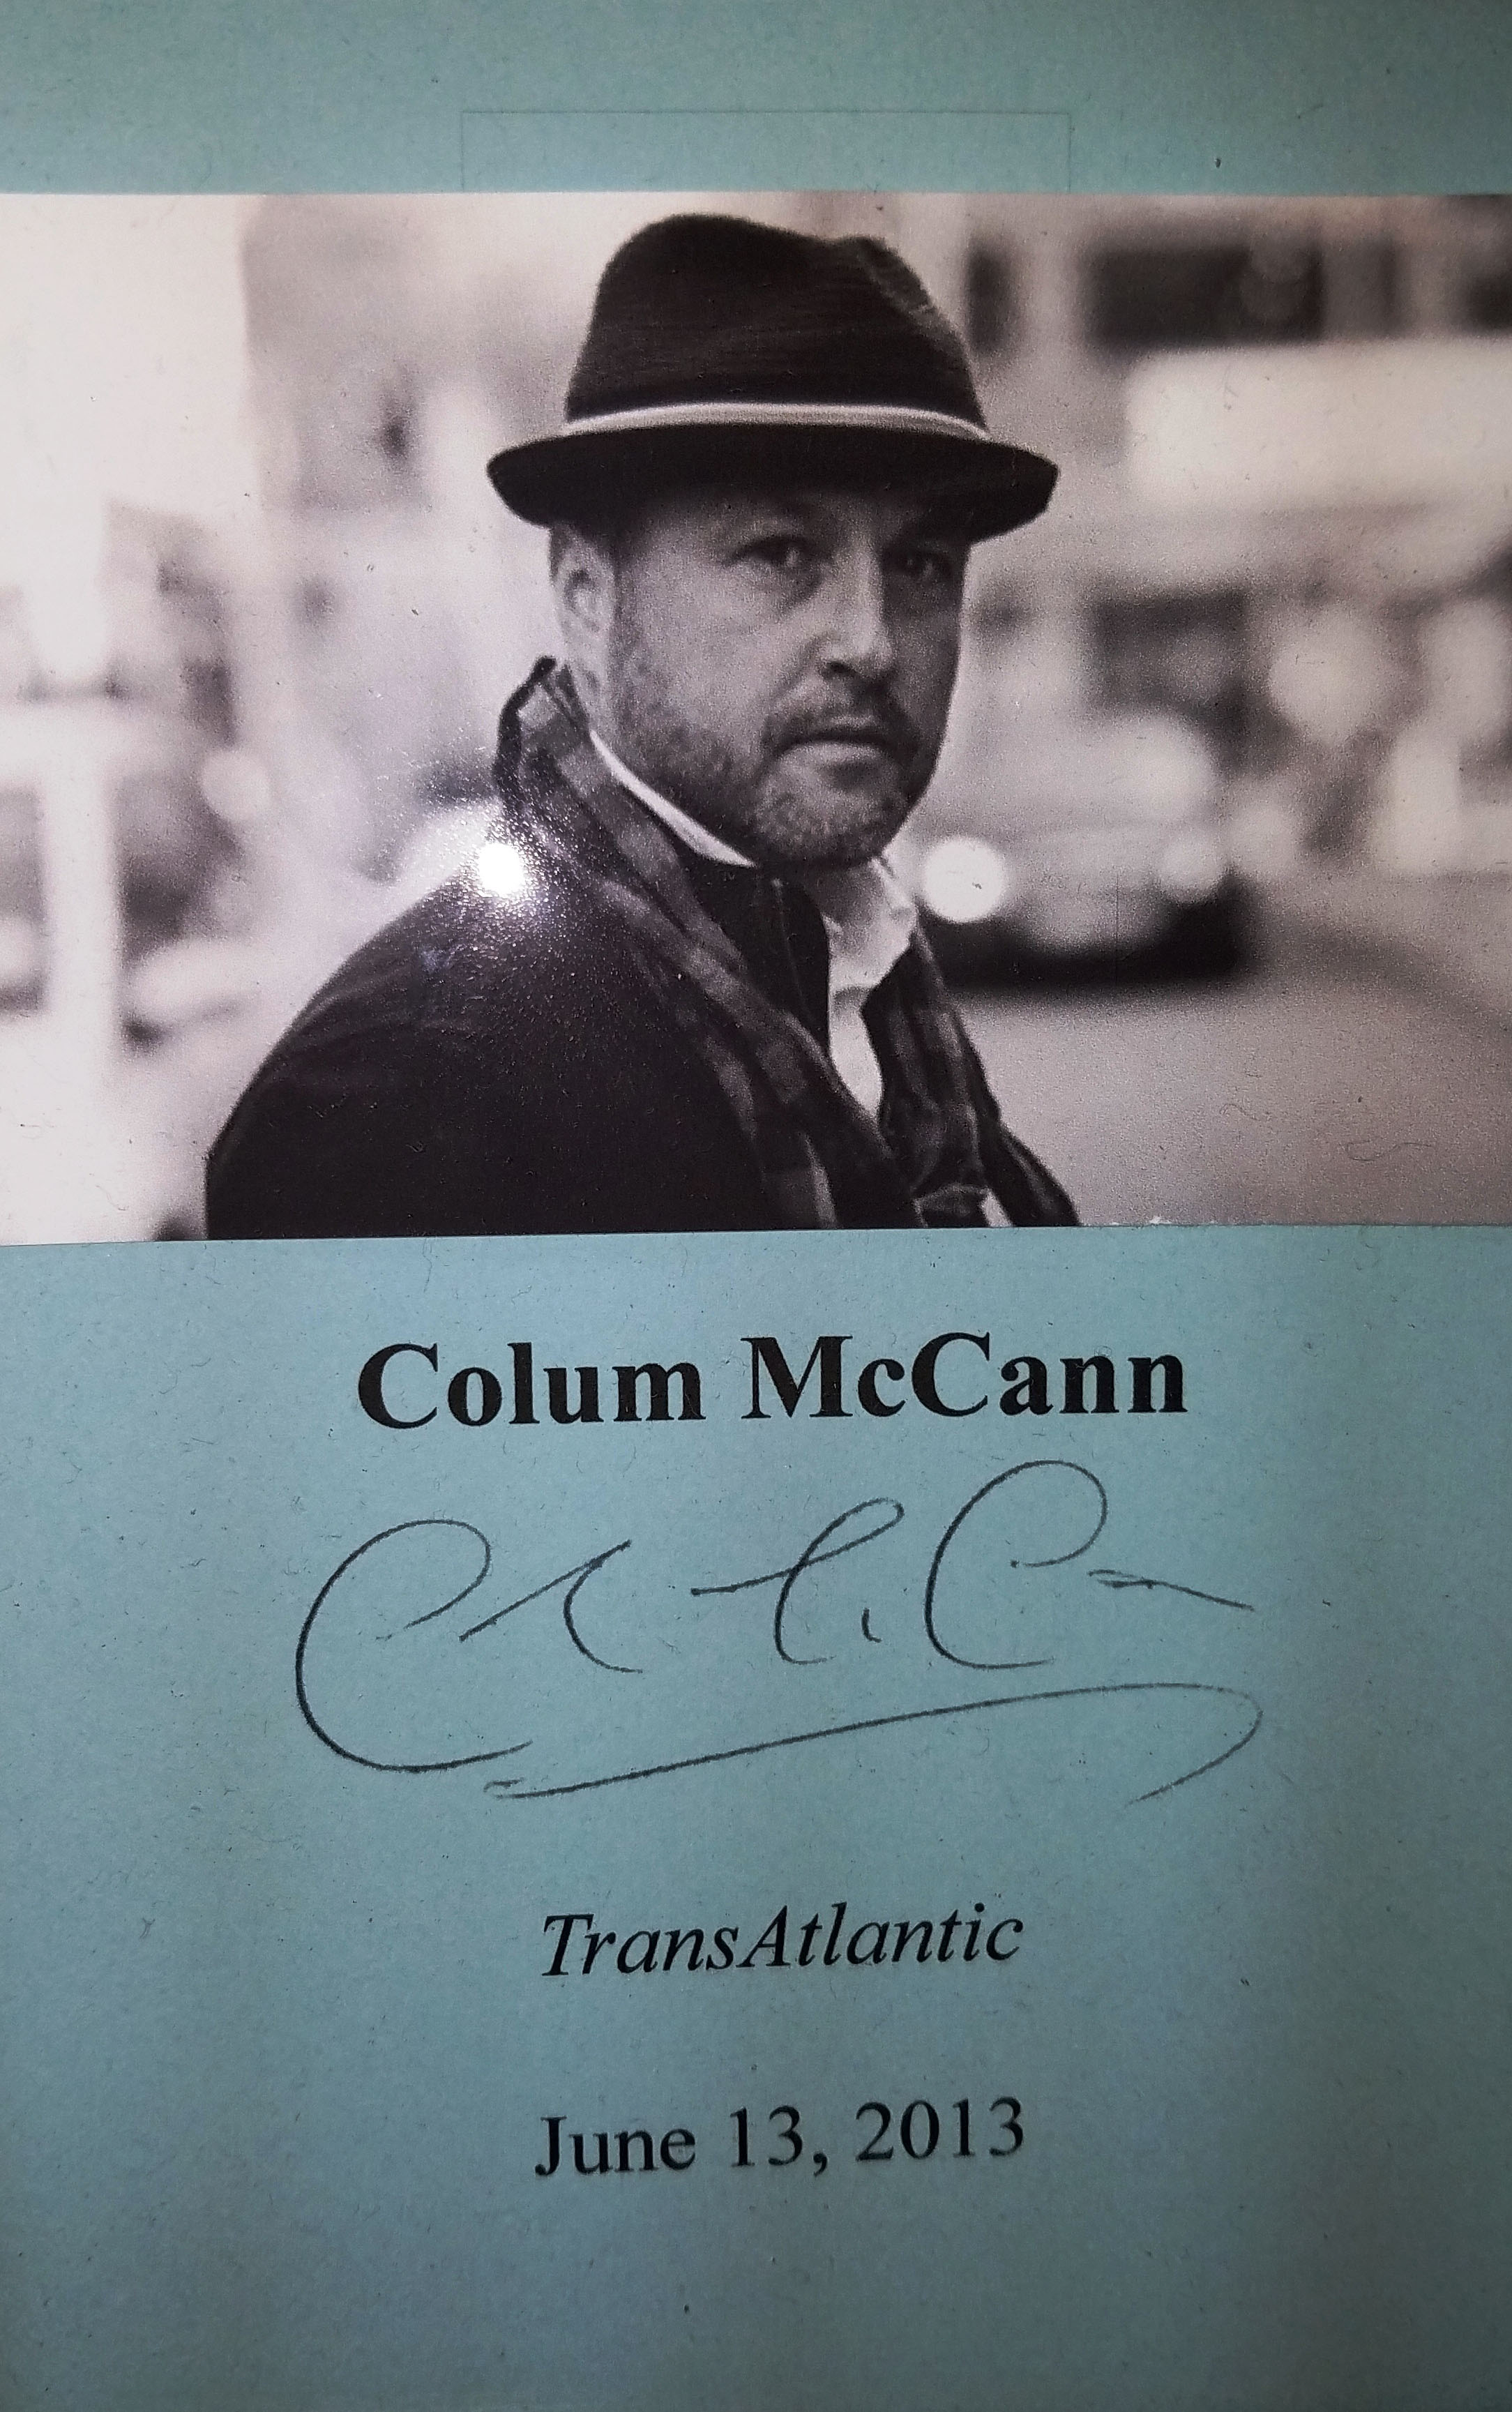 Colum McCann
TransAtlantic
June 13, 2013